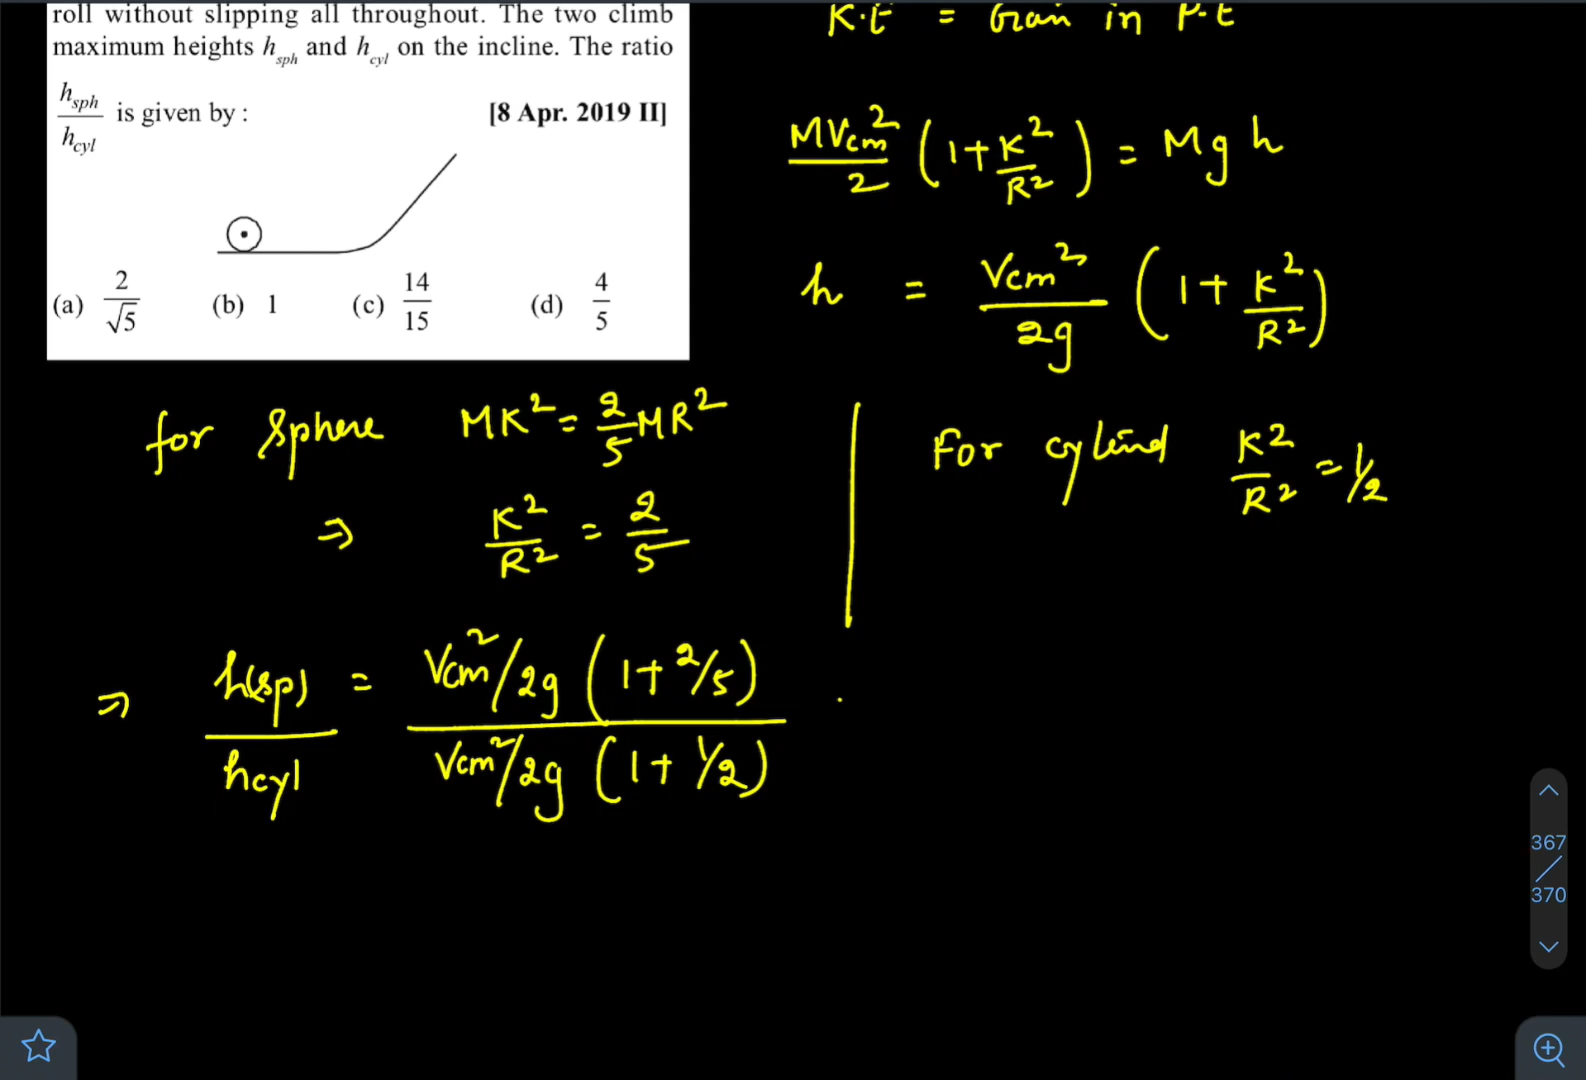 roll without slipping all throughout. The two climb
maximum heights h_sph and h_cyl on the incline. The ratio
h_sph / h_cyl is given by : [8 Apr. 2019 II]
(a) 2/√5 (b) 1 (c) 14/15 (d) 4/5
K.E = Gain in P.E
MVcm²/2 (1+K²/R²) = Mgh
h = Vcm²/2g (1+K²/R²)
for Sphere MK² = 2/5 MR²
⇒ K²/R² = 2/5
For cylind K²/R² = 1/2
⇒ h(sp)/hcyl = Vcm²/2g (1+2/5) / Vcm²/2g (1+1/2)
367
/
370